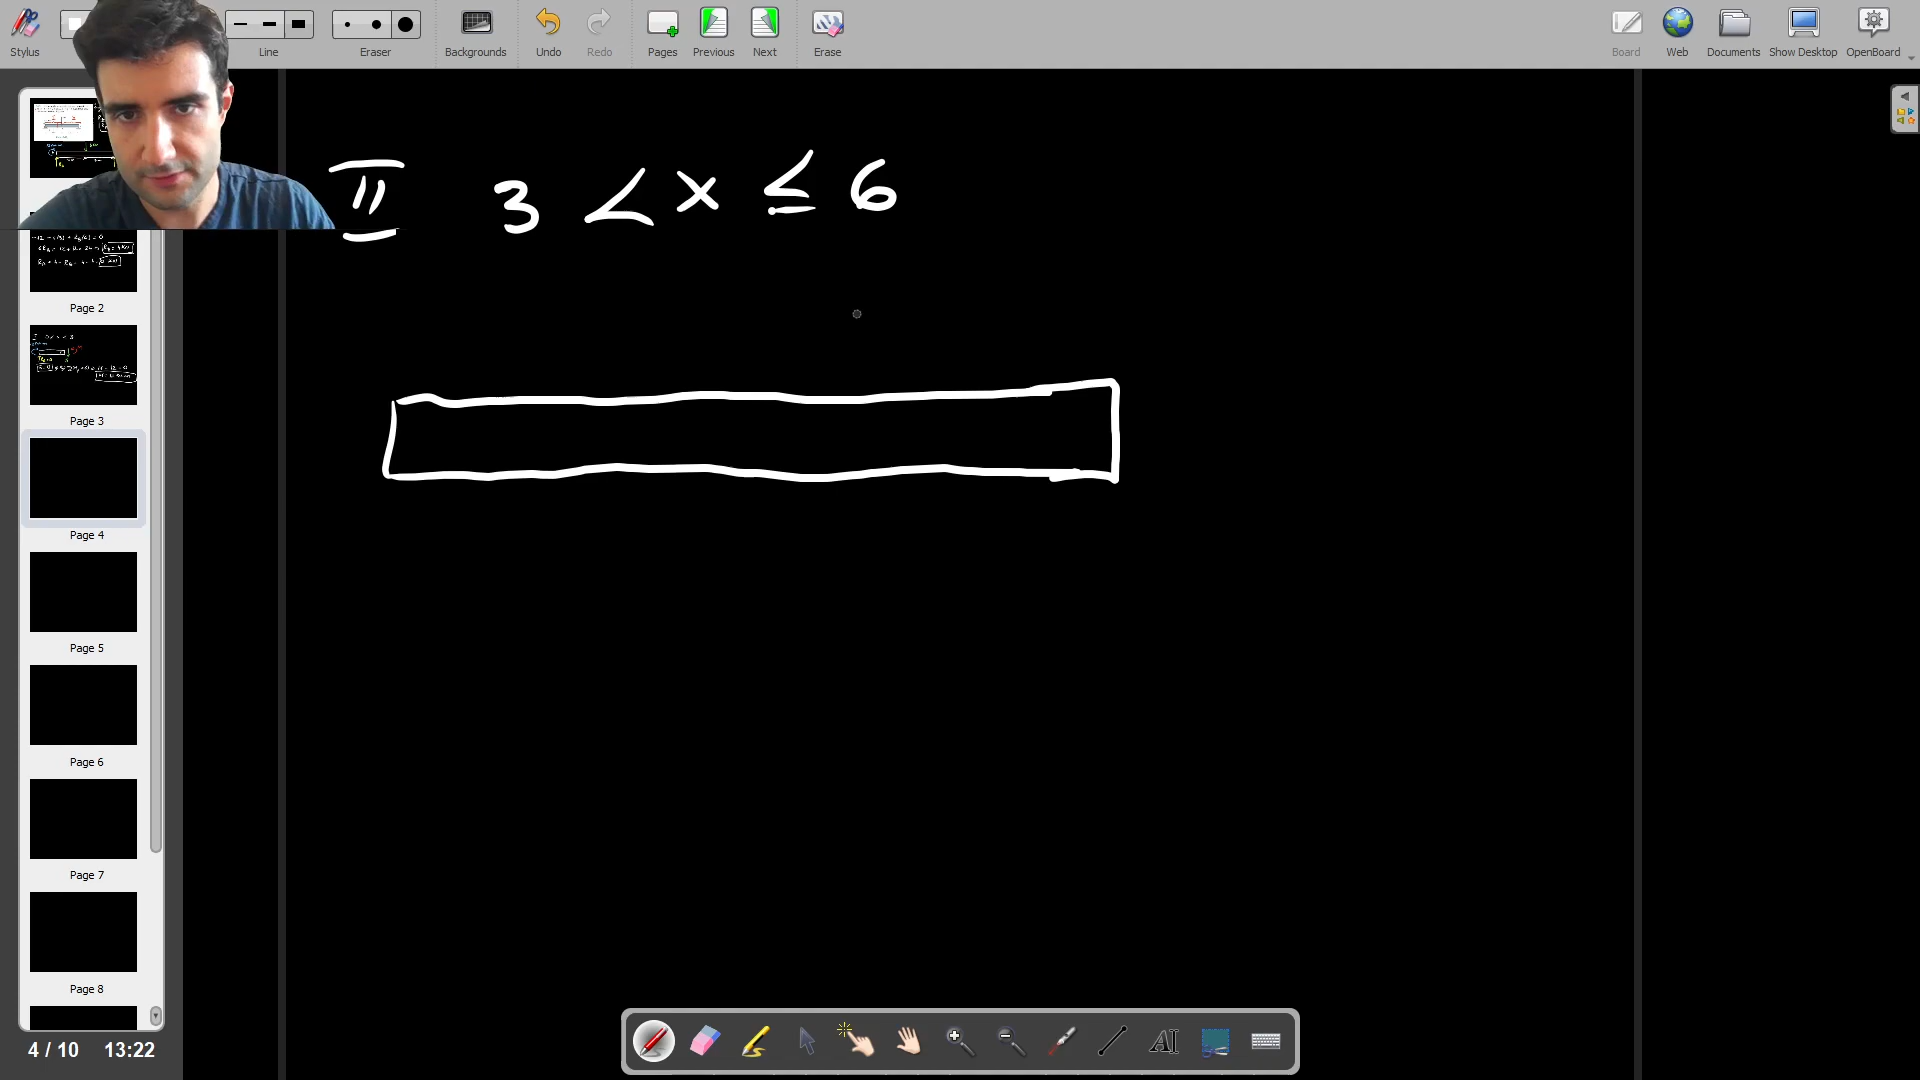 Stylus
Line
Eraser
Backgrounds
Undo
Redo
Pages
Previous
Next
Erase
Board
Web
Documents
Show Desktop
OpenBoard
II 3 < x ≤ 6
Page 2
Page 3
Page 4
Page 5
Page 6
Page 7
Page 8
4 / 10 13:22
AI